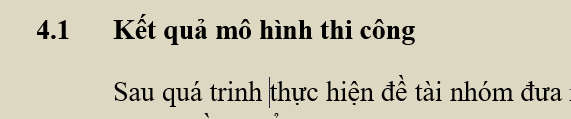 4.1 Kết quả mô hình thi công
Sau quá trinh thực hiện đề tài nhóm đưa